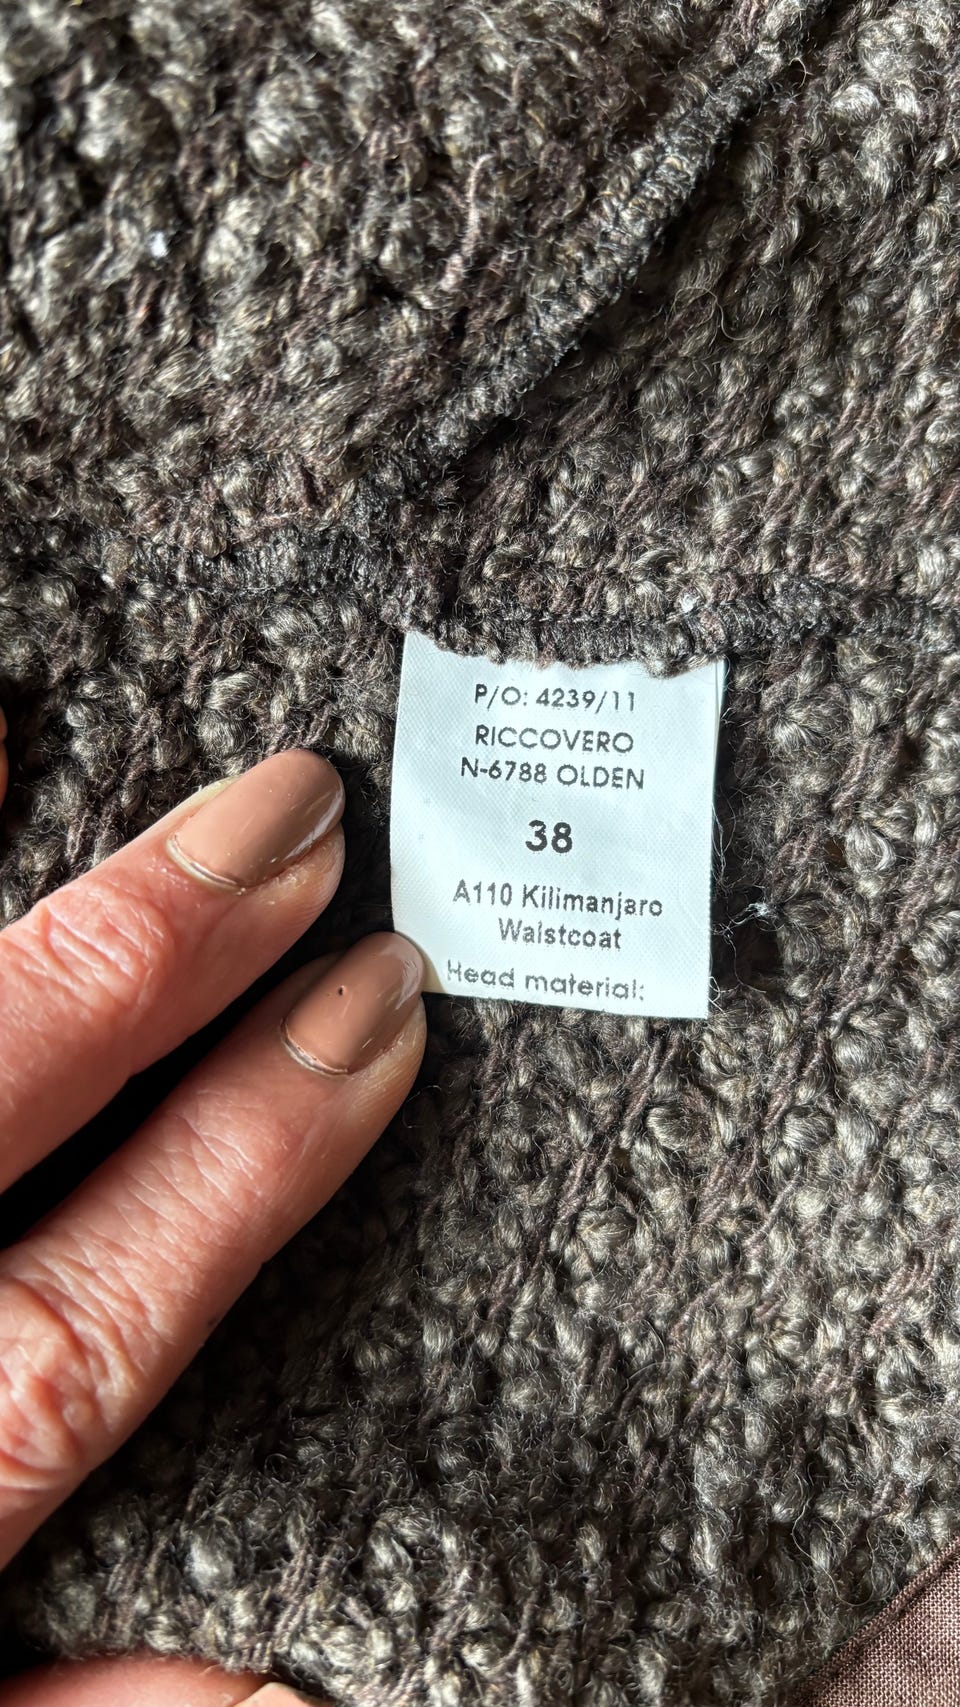 P/O: 4239/11
RICCOVERO
N-6788 OLDEN
38
A110 Kilimanjaro
Waistcoat
Head material: